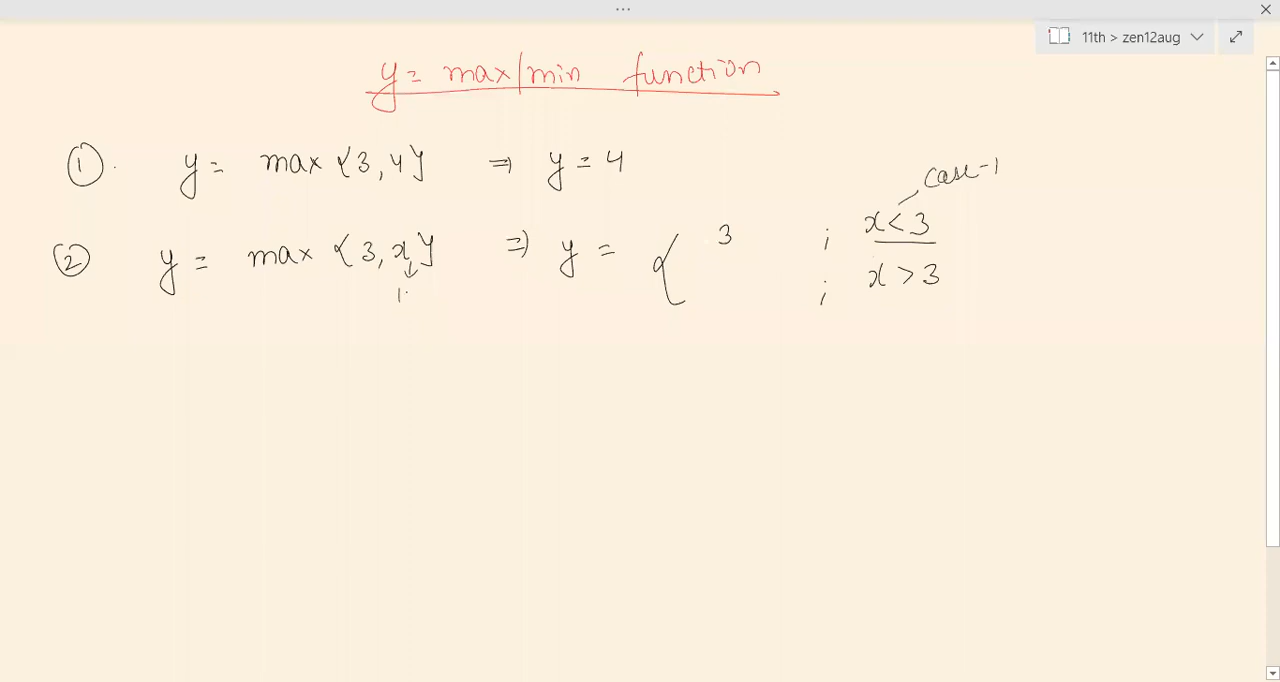 11th > zen12aug
y = max/min function
① . y = max {3, 4} ⇒ y = 4
case-1
② y = max {3, x} ⇒ y = { 3 ; x < 3
; x > 3